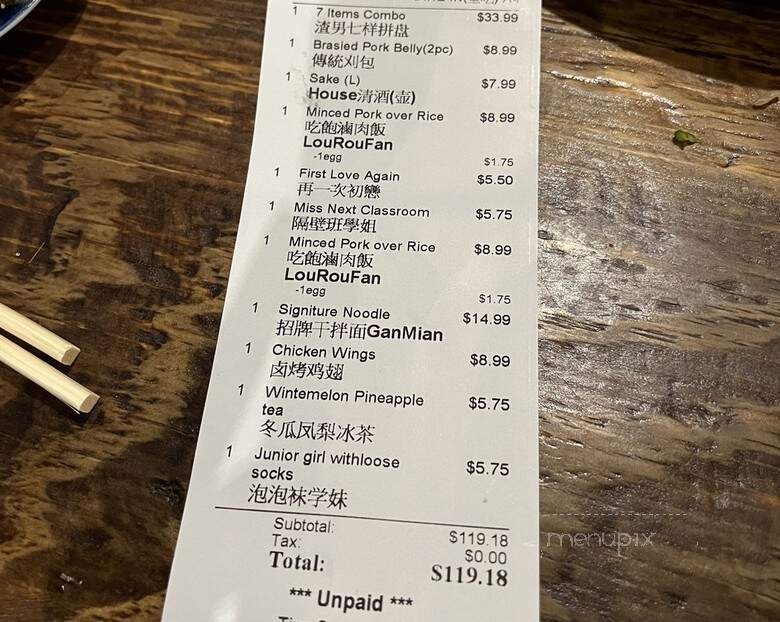 1 7 Items Combo $33.99
渣男七样拼盘
1 Brasied Pork Belly(2pc) $8.99
傳統刈包
1 Sake (L) $7.99
House清酒(壶)
1 Minced Pork over Rice $8.99
吃飽滷肉飯
LouRouFan
-1egg $1.75
1 First Love Again $5.50
再一次初戀
1 Miss Next Classroom $5.75
隔壁班學姐
1 Minced Pork over Rice $8.99
吃飽滷肉飯
LouRouFan
-1egg $1.75
1 Signiture Noodle $14.99
招牌干拌面GanMian
1 Chicken Wings $8.99
卤烤鸡翅
1 Wintemelon Pineapple $5.75
tea
冬瓜凤梨冰茶
1 Junior girl withloose $5.75
socks
泡泡袜学妹
Subtotal: $119.18
Tax: $0.00
Total: $119.18
*** Unpaid ***
menupix